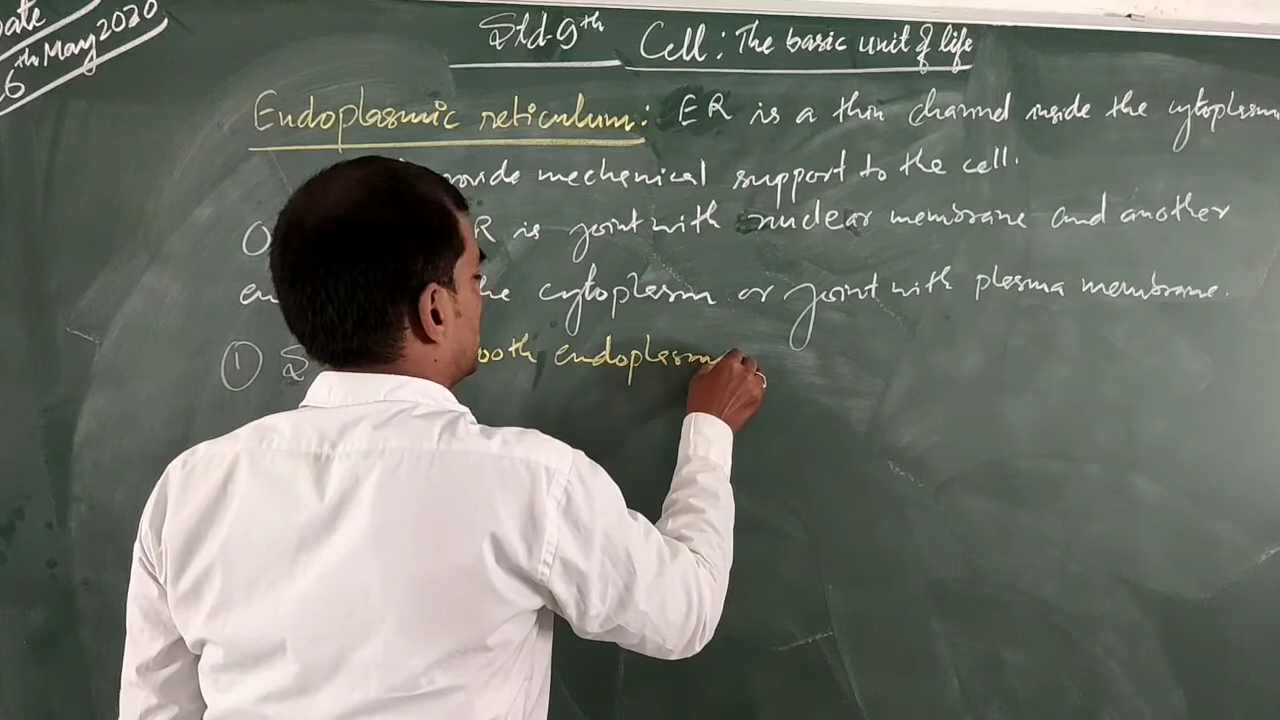 Date
6th May 2020
Std-9th Cell: The basic unit of life
Endoplasmic reticulum: ER is a thin channel inside the cytoplasm
provide mechanical support to the cell.
R is joint with nuclear membrane and another
en the cytoplasm or joint with plasma membrane.
① S ooth endoplasm